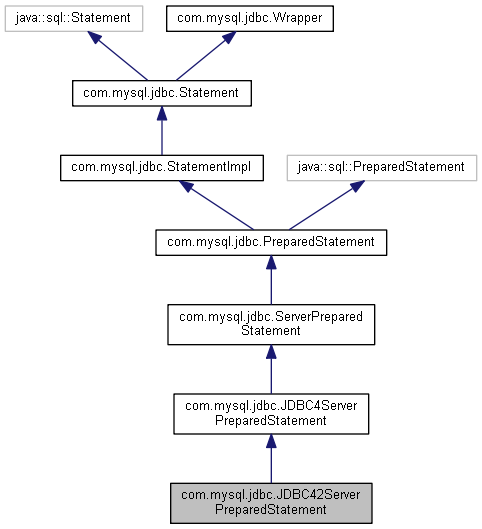 java::sql::Statement
com.mysql.jdbc.Wrapper
com.mysql.jdbc.Statement
com.mysql.jdbc.StatementImpl
java::sql::PreparedStatement
com.mysql.jdbc.PreparedStatement
com.mysql.jdbc.ServerPrepared
Statement
com.mysql.jdbc.JDBC4Server
PreparedStatement
com.mysql.jdbc.JDBC42Server
PreparedStatement